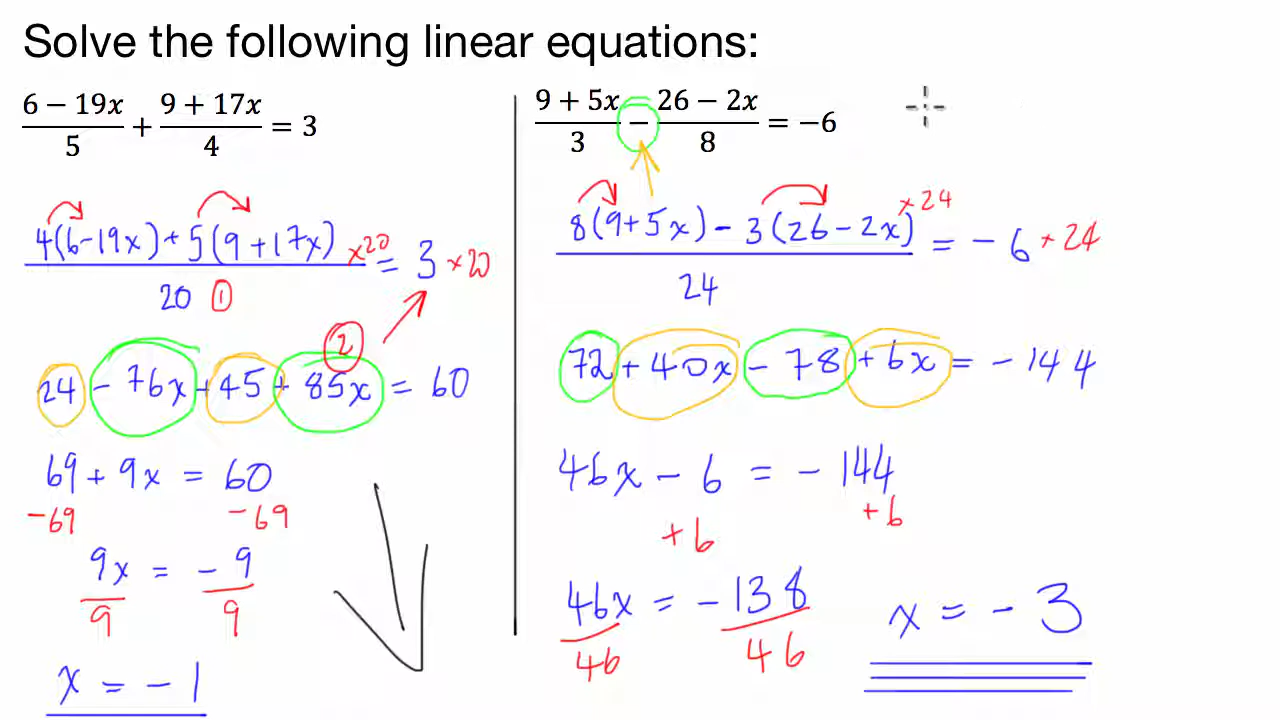 Solve the following linear equations:
6 − 19x / 5 + 9 + 17x / 4 = 3
4(6-19x)+5(9+17x) ×20 / 20 ① = 3 ×20
②
24 - 76x + 45 + 85x = 60
69 + 9x = 60
-69 -69
9x / 9 = -9 / 9
x = -1
9 + 5x / 3 − 26 − 2x / 8 = −6
8(9+5x) - 3(26-2x) ×24 / 24 = -6 ×24
72 + 40x - 78 + 6x = -144
46x - 6 = -144
+6 +6
46x / 46 = -138 / 46
x = -3